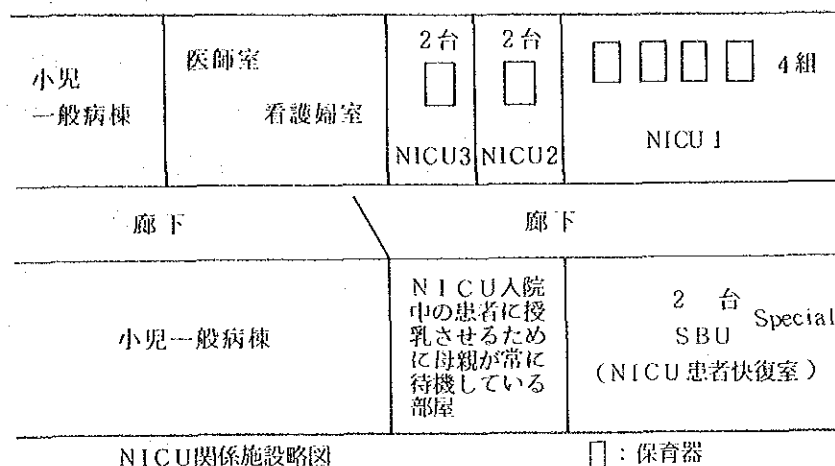 小児
一般病棟
医師室
看護婦室
2台
NICU3
2台
NICU2
4組
NICU1
廊下
廊下
小児一般病棟
NICU入院
中の患者に授
乳させるため
に母親が常に
待機している
部屋
2 台
SBU Special
(NICU患者快復室)
NICU関係施設略図
:保育器